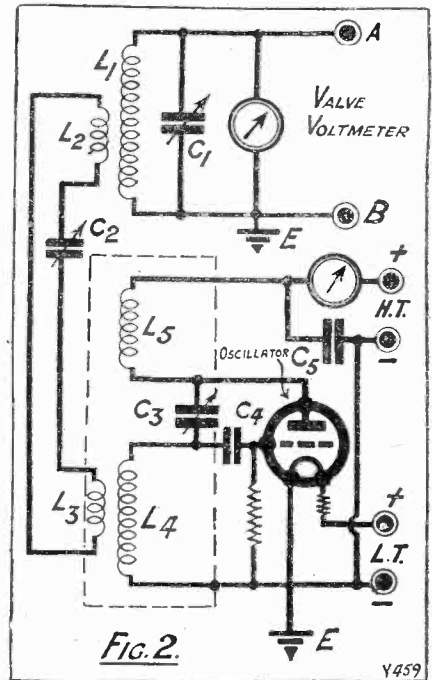 A
L1
VALVE
VOLTMETER
L2
C1
B
E
C2
+
H.T.
−
L5
OSCILLATOR
C5
C3
C4
L3
L4
+
L.T.
−
E
FIG. 2.
Y459